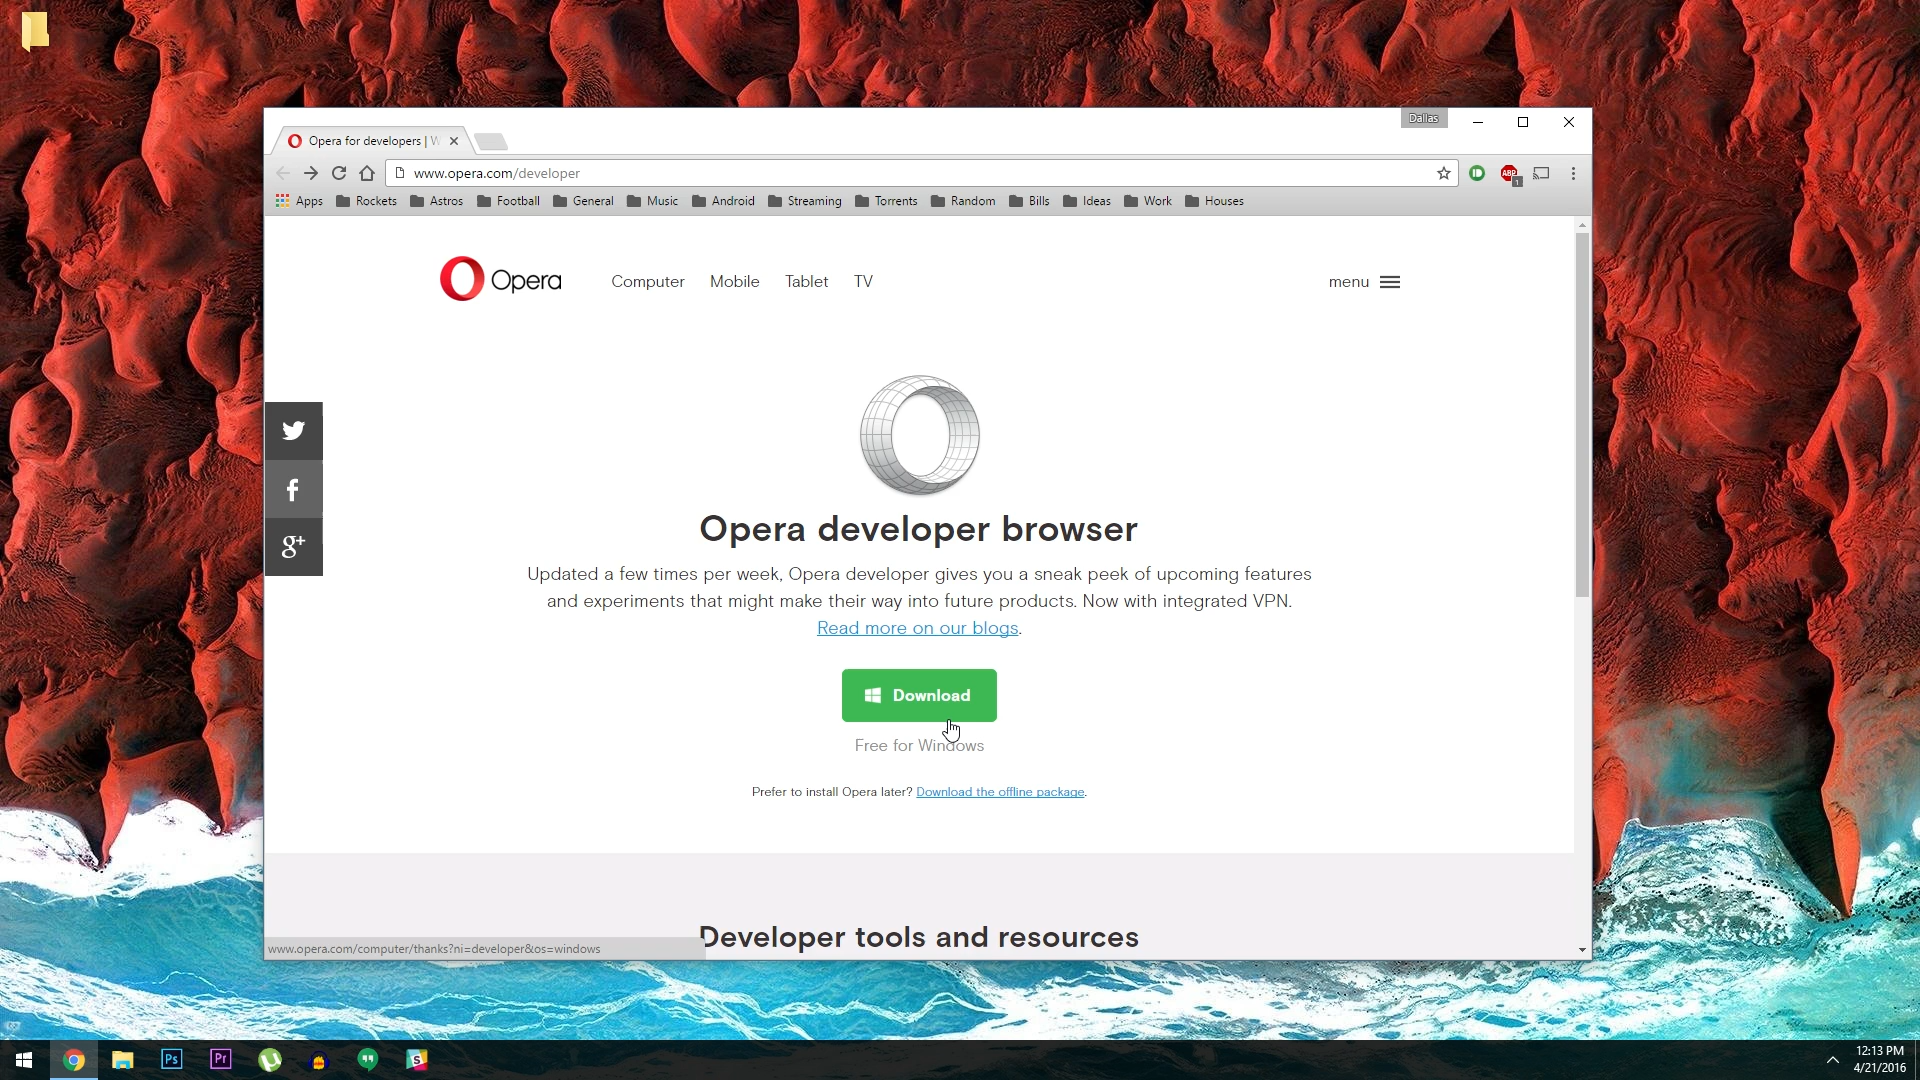 Dallas
Opera for developers | W
www.opera.com/developer
ABP
1
Apps Rockets Astros Football General Music Android Streaming Torrents Random Bills Ideas Work Houses
Opera Computer Mobile Tablet TV menu
f
g+
Opera developer browser
Updated a few times per week, Opera developer gives you a sneak peek of upcoming features
and experiments that might make their way into future products. Now with integrated VPN.
Read more on our blogs.
Download
Free for Windows
Prefer to install Opera later? Download the offline package.
Developer tools and resources
www.opera.com/computer/thanks?ni=developer&os=windows
Ps Pr S
12:13 PM
4/21/2016